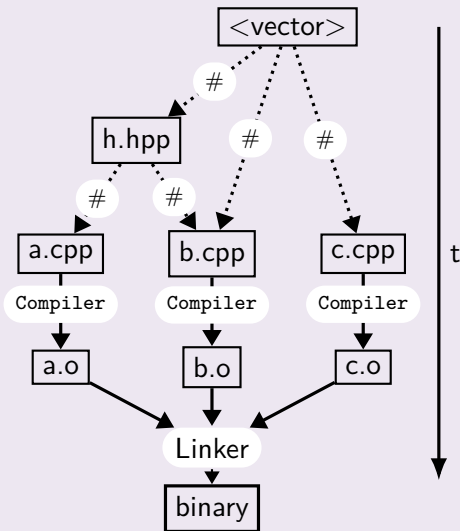 <vector>
#
h.hpp
# #
# #
a.cpp b.cpp c.cpp
t
Compiler Compiler Compiler
a.o b.o c.o
Linker
binary